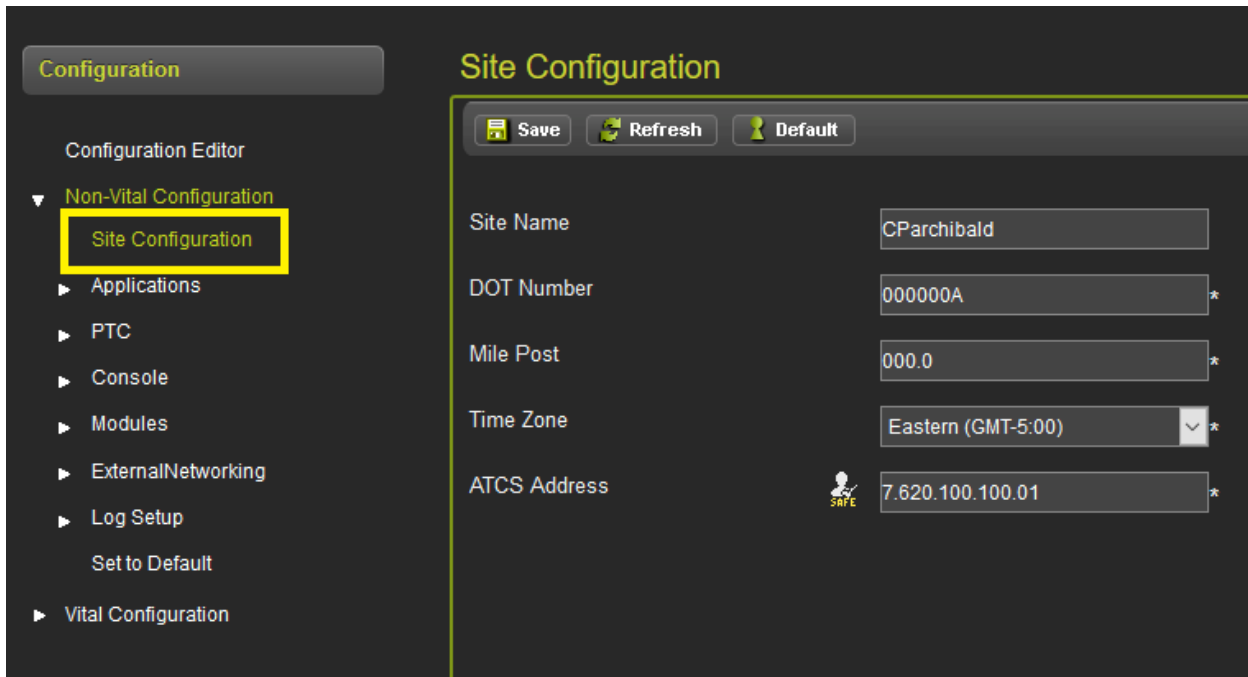 Configuration
Configuration Editor
Non-Vital Configuration
Site Configuration
Applications
PTC
Console
Modules
ExternalNetworking
Log Setup
Set to Default
Vital Configuration
Site Configuration
Save Refresh Default
Site Name CParchibald
DOT Number 000000A *
Mile Post 000.0 *
Time Zone Eastern (GMT-5:00) *
ATCS Address SAFE 7.620.100.100.01 *